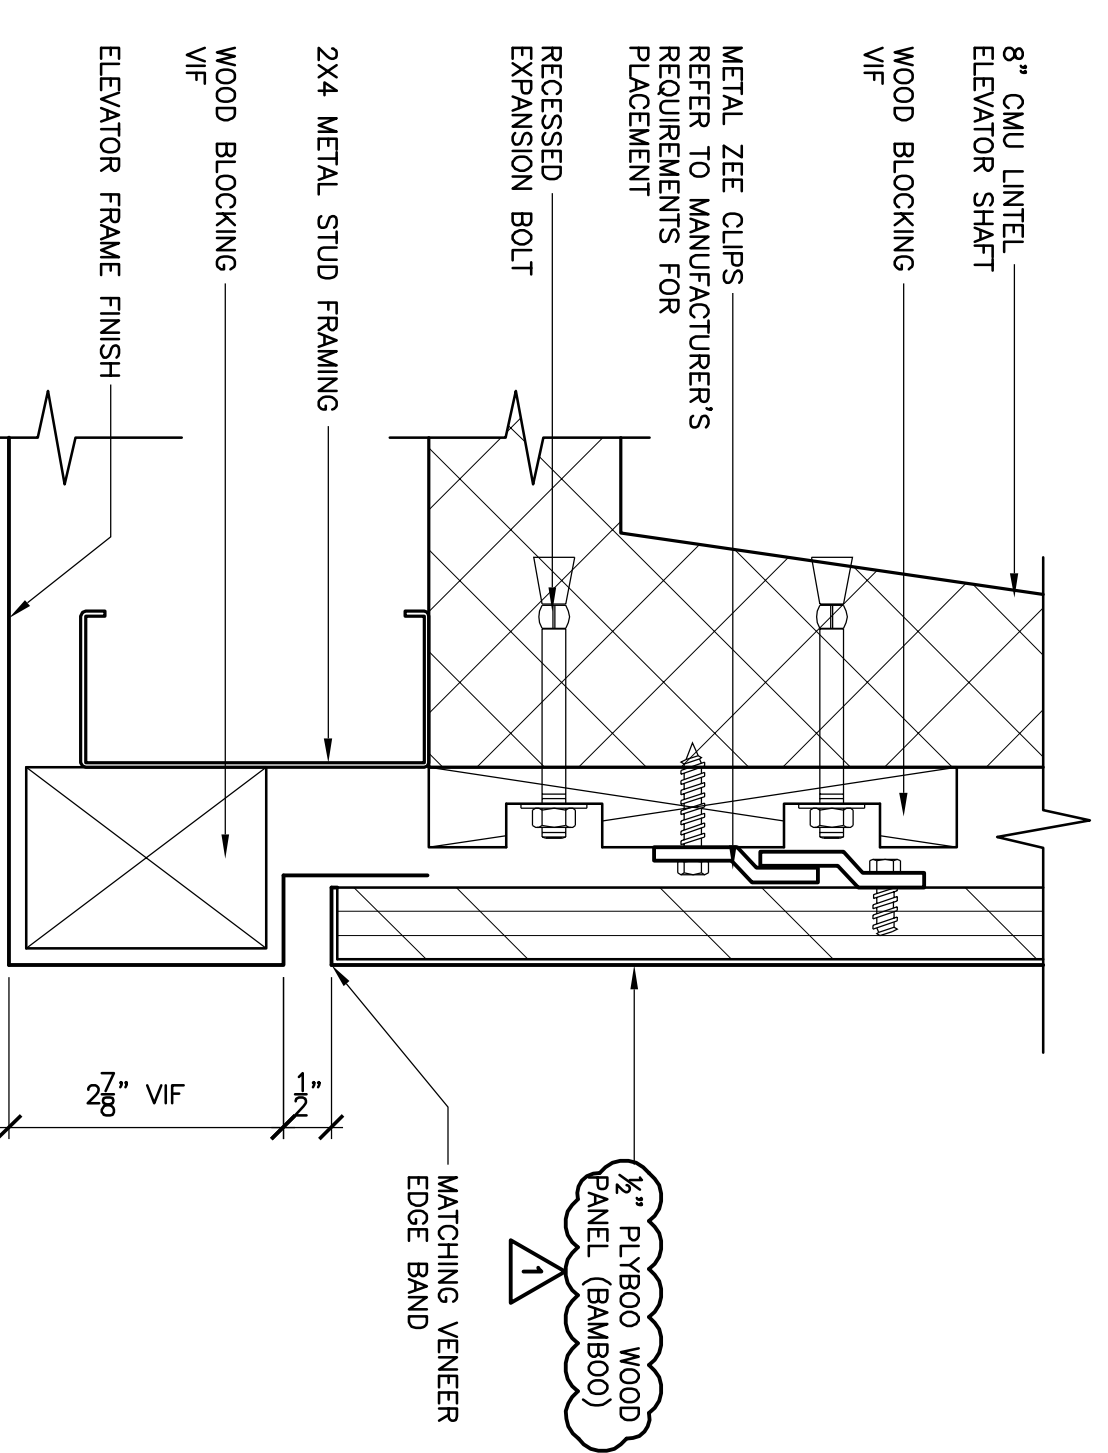 8" CMU LINTEL
ELEVATOR SHAFT
WOOD BLOCKING
VIF
METAL ZEE CLIPS
REFER TO MANUFACTURER'S
REQUIREMENTS FOR
PLACEMENT
RECESSED
EXPANSION BOLT
2X4 METAL STUD FRAMING
WOOD BLOCKING
VIF
ELEVATOR FRAME FINISH
½" PLYBOO WOOD
PANEL (BAMBOO)
1
MATCHING VENEER
EDGE BAND
1/2"
2 7/8" VIF